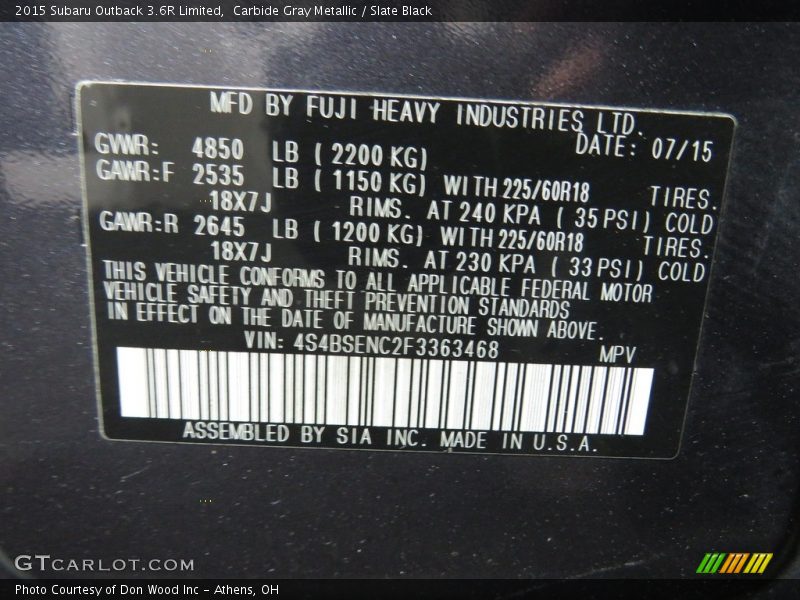 2015 Subaru Outback 3.6R Limited, Carbide Gray Metallic / Slate Black
MFD BY FUJI HEAVY INDUSTRIES LTD.
DATE: 07/15
GVWR: 4850 LB (2200 KG)
GAWR:F 2535 LB (1150 KG) WITH 225/60R18 TIRES.
18X7J RIMS. AT 240 KPA (35 PSI) COLD
GAWR:R 2645 LB (1200 KG) WITH 225/60R18 TIRES.
18X7J RIMS. AT 230 KPA (33 PSI) COLD
THIS VEHICLE CONFORMS TO ALL APPLICABLE FEDERAL MOTOR
VEHICLE SAFETY AND THEFT PREVENTION STANDARDS
IN EFFECT ON THE DATE OF MANUFACTURE SHOWN ABOVE.
VIN: 4S4BSENC2F3363468 MPV
ASSEMBLED BY SIA INC. MADE IN U.S.A.
GTCARLOT.COM
Photo Courtesy of Don Wood Inc - Athens, OH